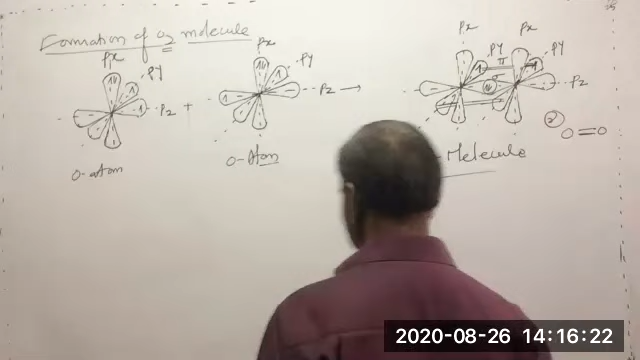 Formation of O2 molecule
Px
PY
PZ
+
O-atom
Px
PY
PZ
→
O-Atom
Px
Px
PY
π
σ
PY
PZ
Molecule
②
O=O
2020-08-26 14:16:22